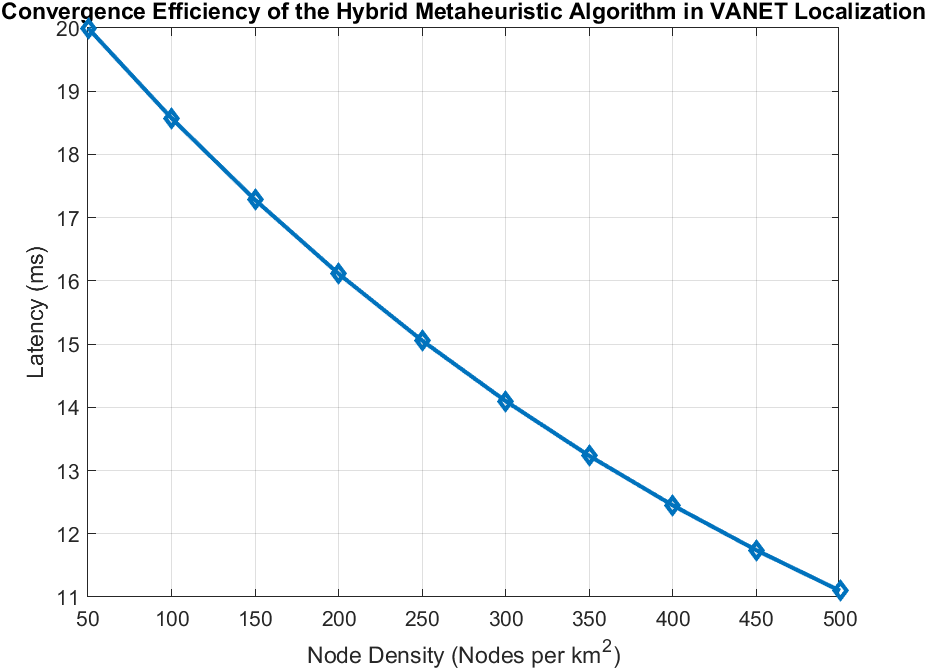 Convergence Efficiency of the Hybrid Metaheuristic Algorithm in VANET Localization
20
19
18
17
16
15
14
13
12
11
Latency (ms)
50 100 150 200 250 300 350 400 450 500
Node Density (Nodes per km²)